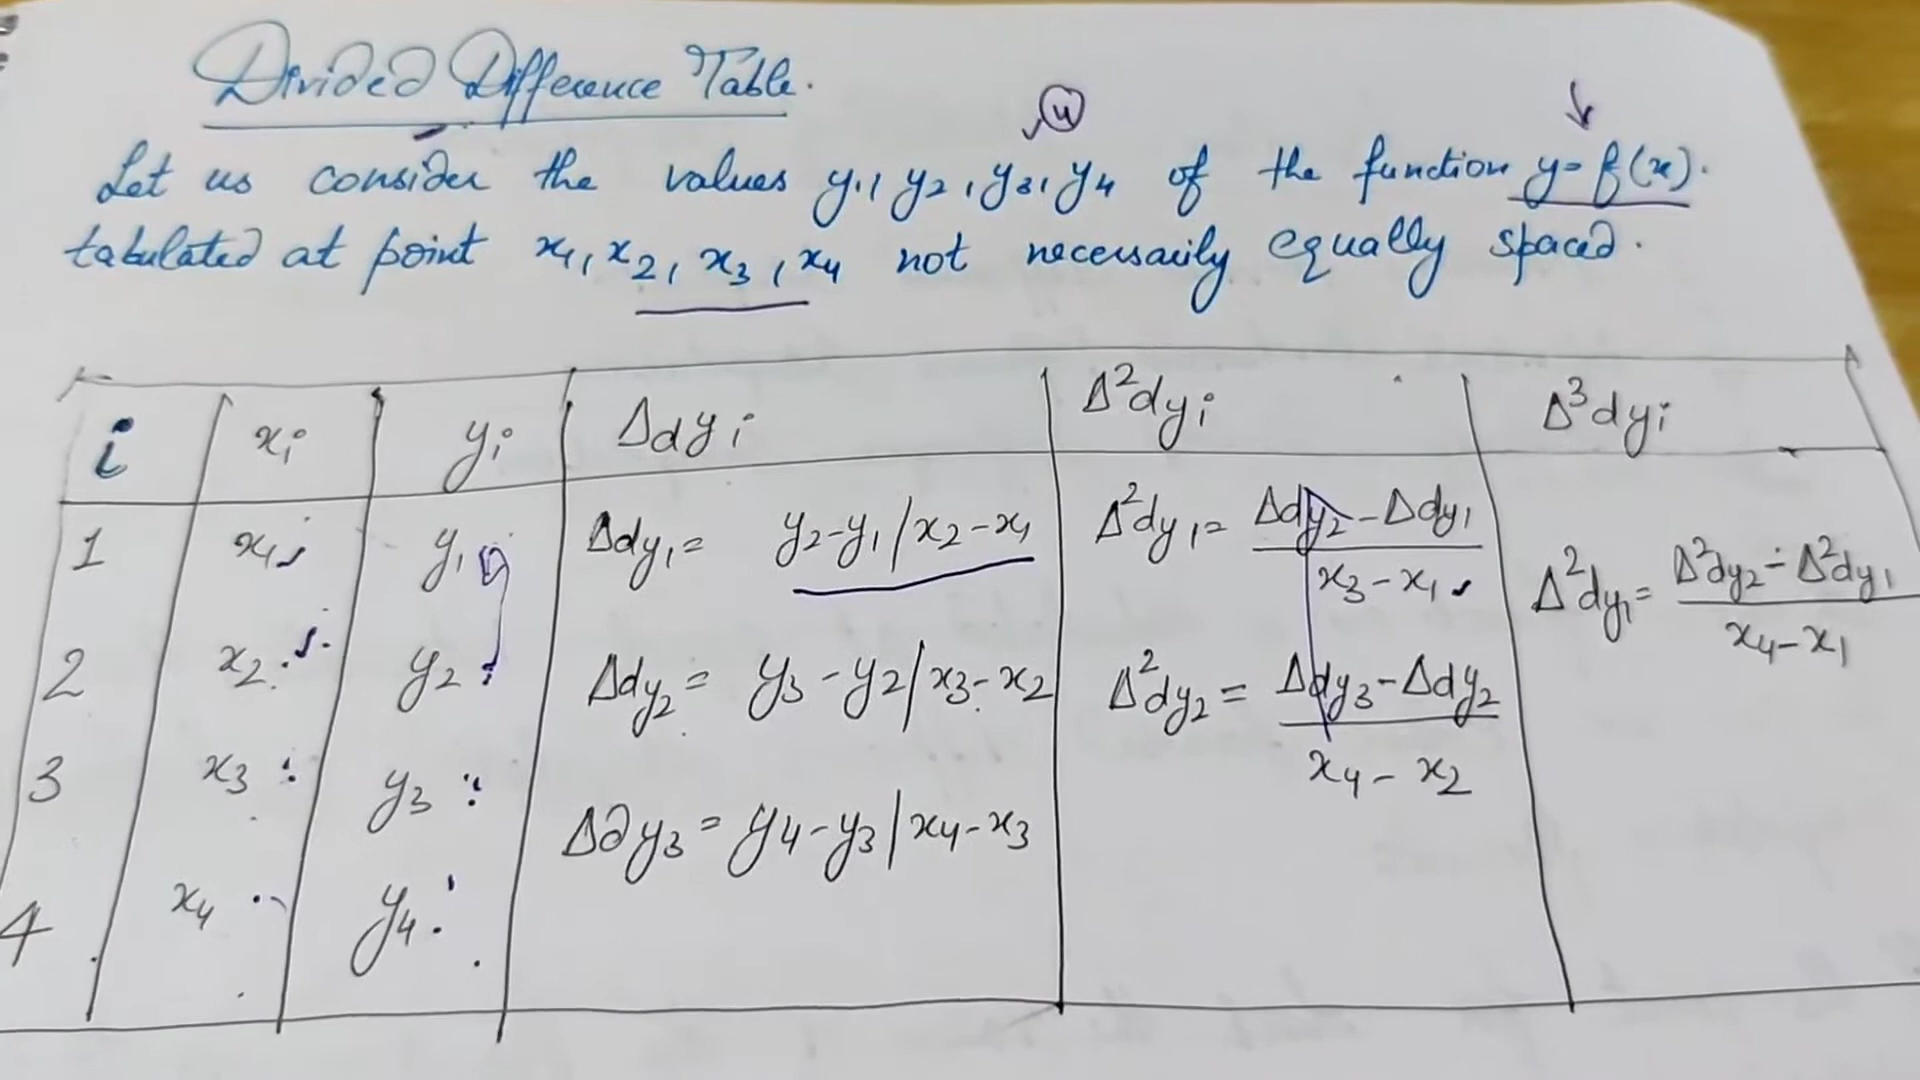 Divided Difference Table.
4
Let us consider the values y1, y2, y3, y4 of the function y=f(x).
tabulated at point x1, x2, x3, x4 not necessarily equally spaced.
i xi yi Δdyi Δ²dyi Δ³dyi
1 x1 y1 Δdy1= y2-y1/x2-x1 Δ²dy1= Δdy2-Δdy1/x3-x1 Δ²dy1= Δ²dy2-Δ²dy1/x4-x1
2 x2 y2 Δdy2= y3-y2/x3-x2 Δ²dy2= Δdy3-Δdy2/x4-x2
3 x3 y3 Δdy3= y4-y3/x4-x3
4 x4 y4